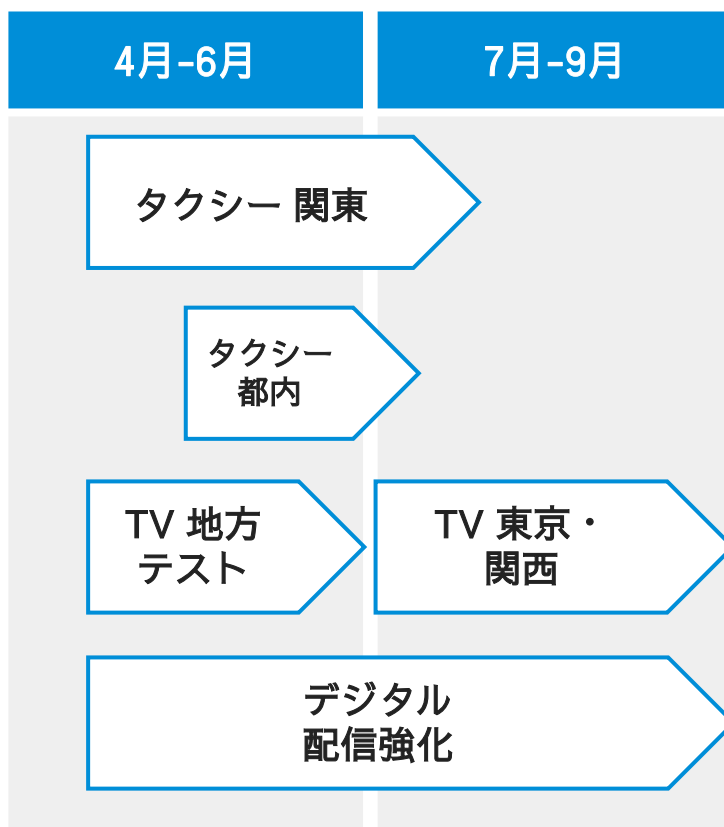 4月-6月
7月-9月
タクシー 関東
タクシー
都内
TV 地方
テスト
TV 東京・
関西
デジタル
配信強化